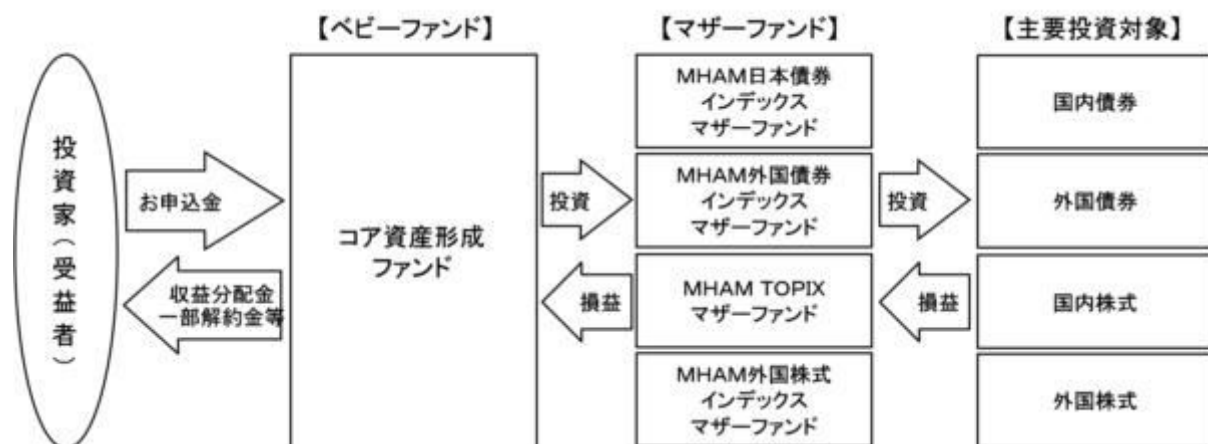 【ベビーファンド】
【マザーファンド】
【主要投資対象】
投資家（受益者）
お申込金
収益分配金
一部解約金等
コア資産形成
ファンド
投資
損益
MHAM日本債券
インデックス
マザーファンド
MHAM外国債券
インデックス
マザーファンド
MHAM TOPIX
マザーファンド
MHAM外国株式
インデックス
マザーファンド
投資
損益
国内債券
外国債券
国内株式
外国株式